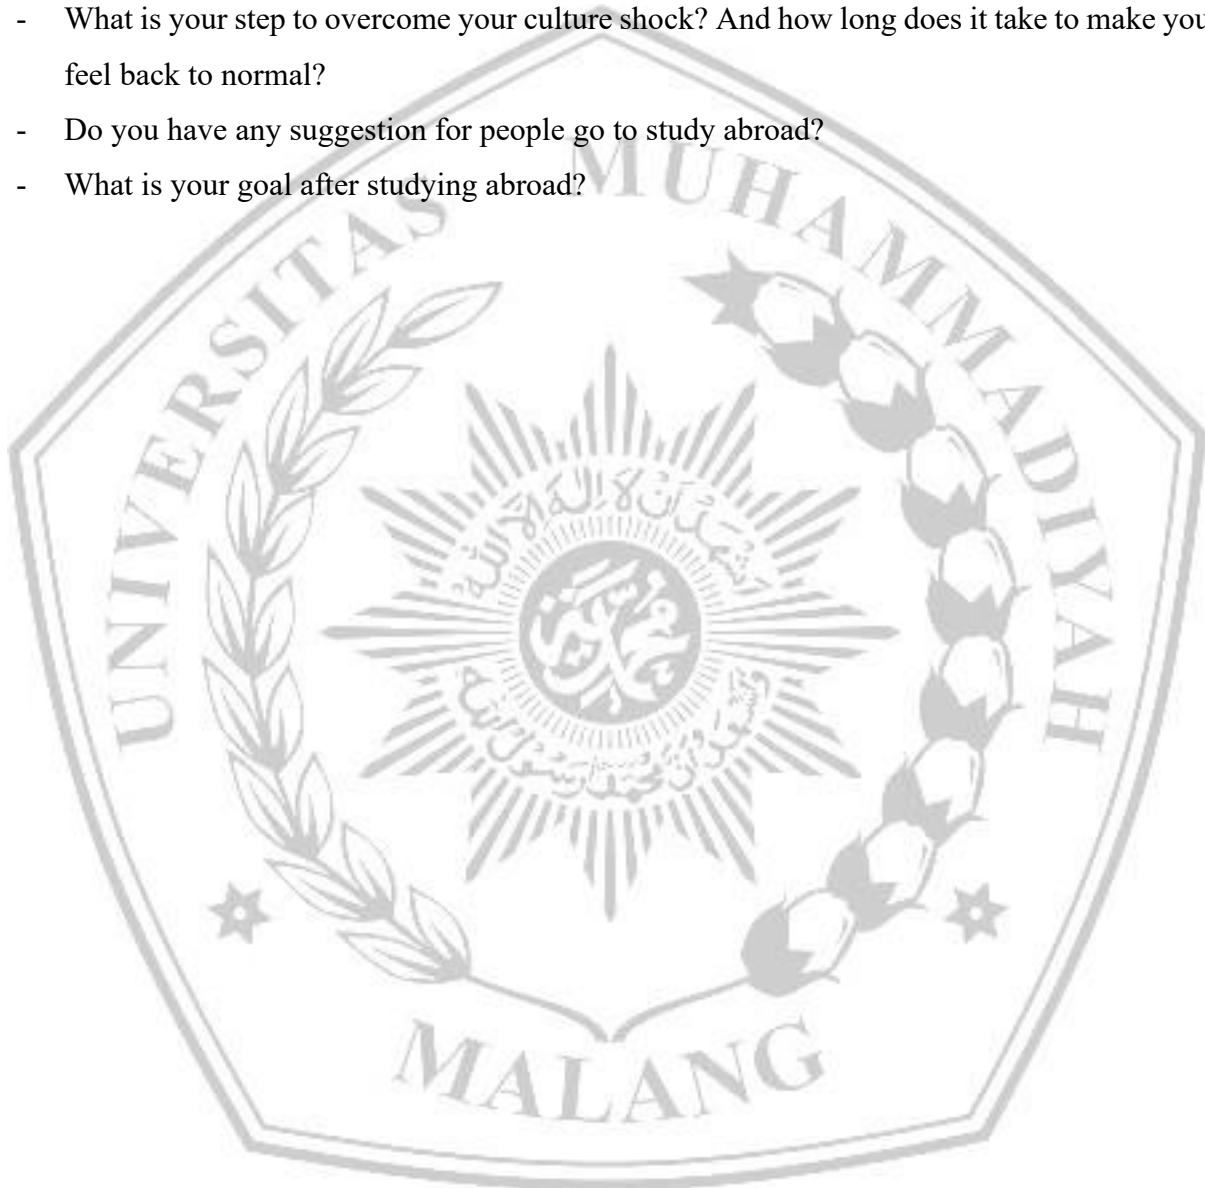 - What is your step to overcome your culture shock? And how long does it take to make you
feel back to normal?
- Do you have any suggestion for people go to study abroad?
- What is your goal after studying abroad?
UNIVERSITAS MUHAMMADIYAH
MALANG